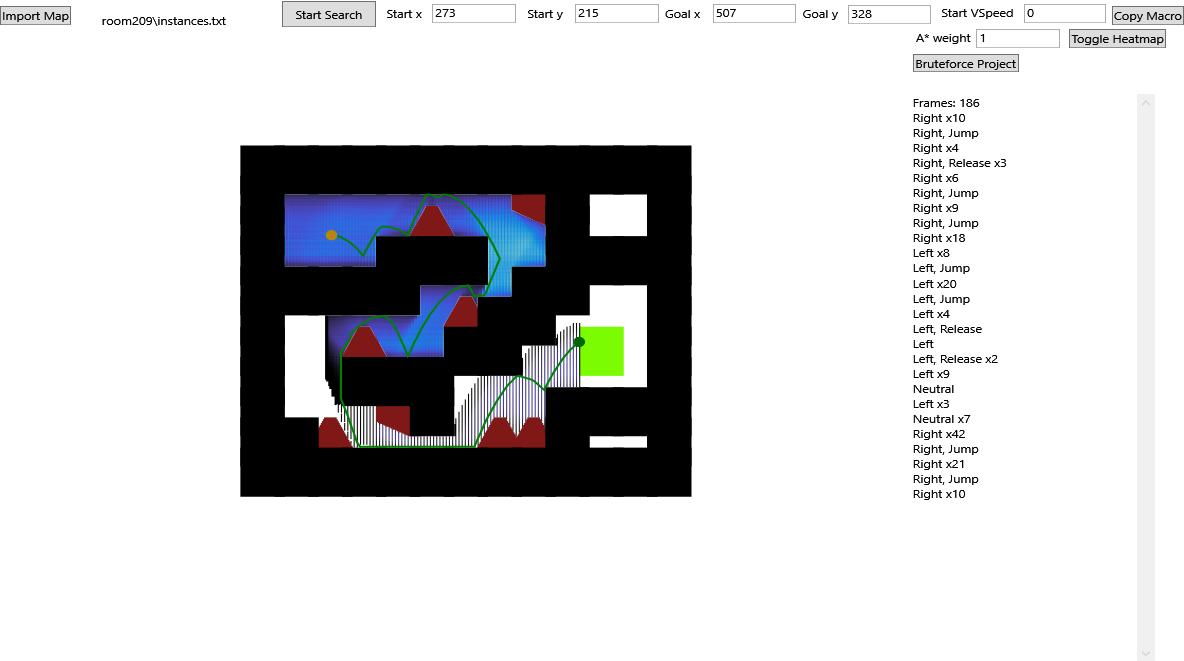 Import Map
room209\instances.txt
Start Search
Start x 273
Start y 215
Goal x 507
Goal y 328
Start VSpeed 0
Copy Macro
A* weight 1
Toggle Heatmap
Bruteforce Project
Frames: 186
Right x10
Right, Jump
Right x4
Right, Release x3
Right x6
Right, Jump
Right x9
Right, Jump
Right x18
Left x8
Left, Jump
Left x20
Left, Jump
Left x4
Left, Release
Left
Left, Release x2
Left x9
Neutral
Left x3
Neutral x7
Right x42
Right, Jump
Right x21
Right, Jump
Right x10